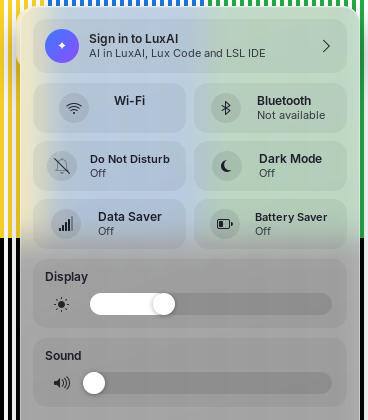 Sign in to LuxAI
AI in LuxAI, Lux Code and LSL IDE
Wi-Fi
Bluetooth
Not available
Do Not Disturb
Off
Dark Mode
Off
Data Saver
Off
Battery Saver
Off
Display
Sound